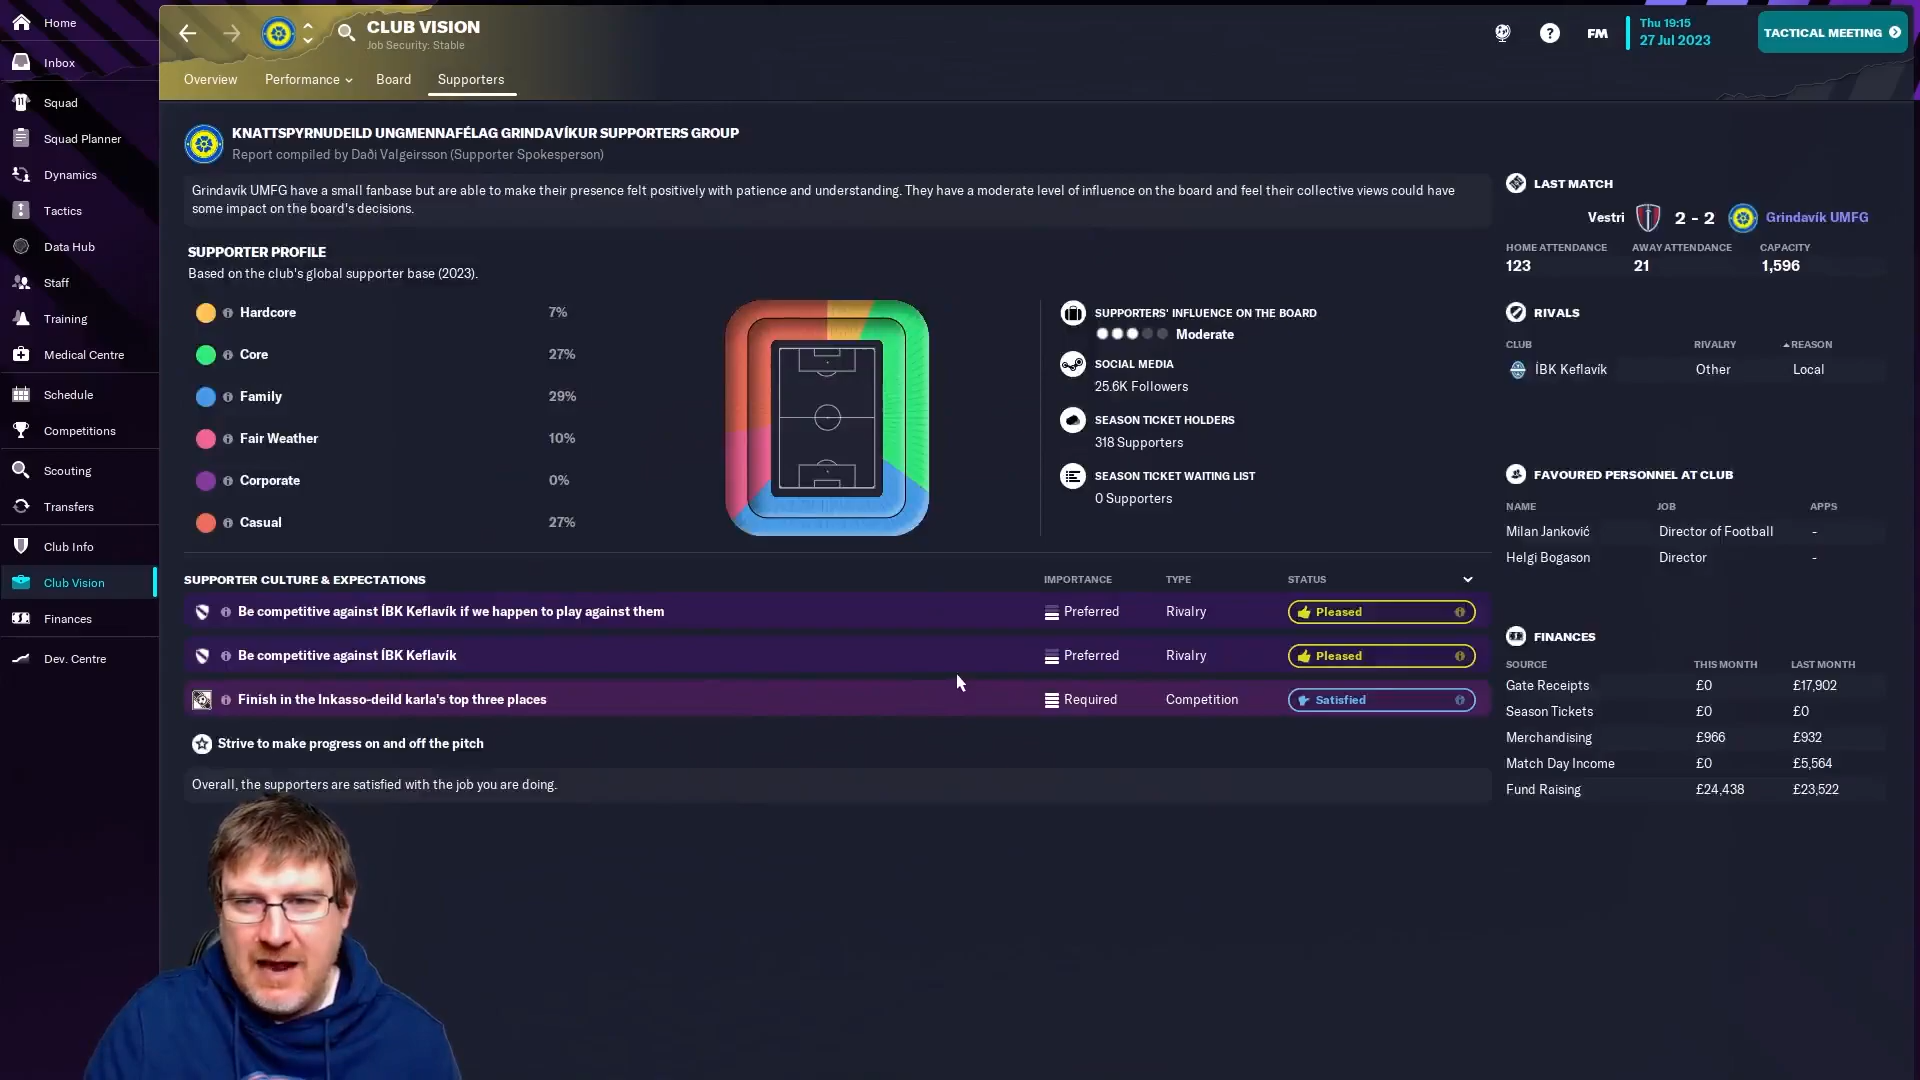 Home
Inbox
Squad
Squad Planner
Dynamics
Tactics
Data Hub
Staff
Training
Medical Centre
Schedule
Competitions
Scouting
Transfers
Club Info
Club Vision
Finances
Dev. Centre
CLUB VISION
Job Security: Stable
FM
Thu 19:15
27 Jul 2023
TACTICAL MEETING
Overview
Performance
Board
Supporters
KNATTSPYRNUDEILD UNGMENNAFÉLAG GRINDAVÍKUR SUPPORTERS GROUP
Report compiled by Daði Valgeirsson (Supporter Spokesperson)
Grindavík UMFG have a small fanbase but are able to make their presence felt positively with patience and understanding. They have a moderate level of influence on the board and feel their collective views could have
some impact on the board's decisions.
SUPPORTER PROFILE
Based on the club's global supporter base (2023).
Hardcore 7%
Core 27%
Family 29%
Fair Weather 10%
Corporate 0%
Casual 27%
SUPPORTERS' INFLUENCE ON THE BOARD
Moderate
SOCIAL MEDIA
25.6K Followers
SEASON TICKET HOLDERS
318 Supporters
SEASON TICKET WAITING LIST
0 Supporters
SUPPORTER CULTURE & EXPECTATIONS IMPORTANCE TYPE STATUS
Be competitive against ÍBK Keflavík if we happen to play against them Preferred Rivalry Pleased
Be competitive against ÍBK Keflavík Preferred Rivalry Pleased
Finish in the Inkasso-deild karla's top three places Required Competition Satisfied
Strive to make progress on and off the pitch
Overall, the supporters are satisfied with the job you are doing.
LAST MATCH
Vestri 2 - 2 Grindavík UMFG
HOME ATTENDANCE AWAY ATTENDANCE CAPACITY
123 21 1,596
RIVALS
CLUB RIVALRY REASON
ÍBK Keflavík Other Local
FAVOURED PERSONNEL AT CLUB
NAME JOB APPS
Milan Janković Director of Football -
Helgi Bogason Director -
FINANCES
SOURCE THIS MONTH LAST MONTH
Gate Receipts £0 £17,902
Season Tickets £0 £0
Merchandising £966 £932
Match Day Income £0 £5,564
Fund Raising £24,438 £23,522